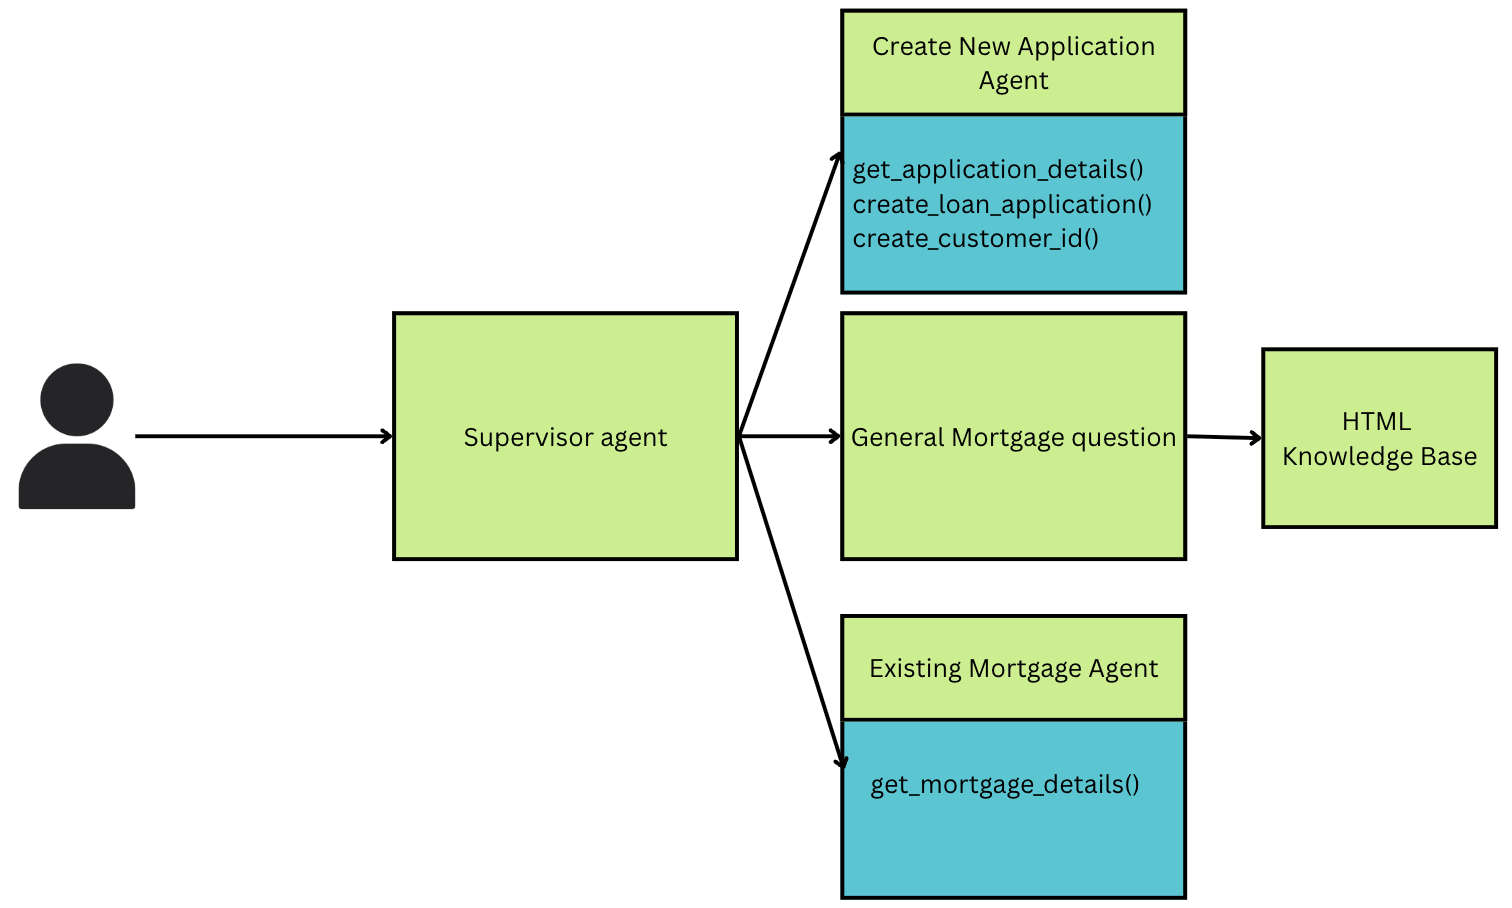 Create New Application
Agent
get_application_details()
create_loan_application()
create_customer_id()
Supervisor agent
General Mortgage question
HTML
Knowledge Base
Existing Mortgage Agent
get_mortgage_details()